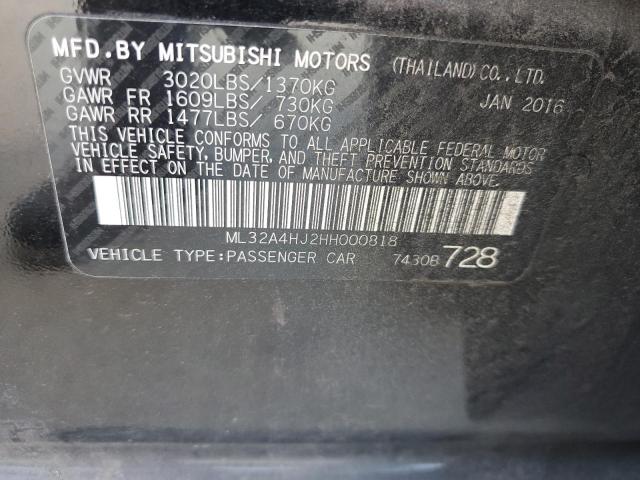 MFD.BY MITSUBISHI MOTORS (THAILAND)CO.,LTD.
GVWR 3020LBS/1370KG
GAWR FR 1609LBS/ 730KG JAN 2016
GAWR RR 1477LBS/ 670KG
THIS VEHICLE CONFORMS TO ALL APPLICABLE FEDERAL MOTOR
VEHICLE SAFETY, BUMPER, AND THEFT PREVENTION STANDARDS
IN EFFECT ON THE DATE OF MANUFACTURE SHOWN ABOVE.
ML32A4HJ2HH000818
VEHICLE TYPE:PASSENGER CAR 7430B 728